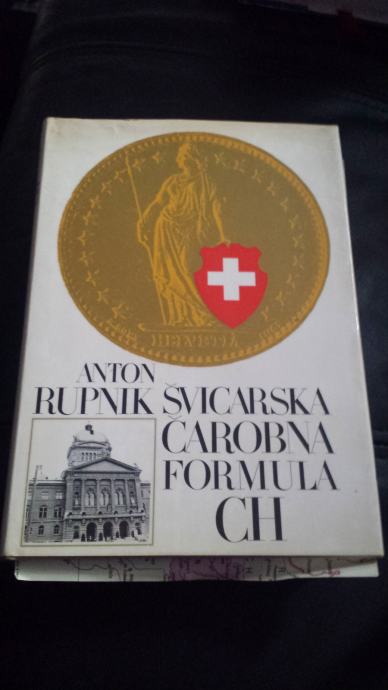 HELVETIA
ANTON
RUPNIK ŠVICARSKA
ČAROBNA
FORMULA
CH